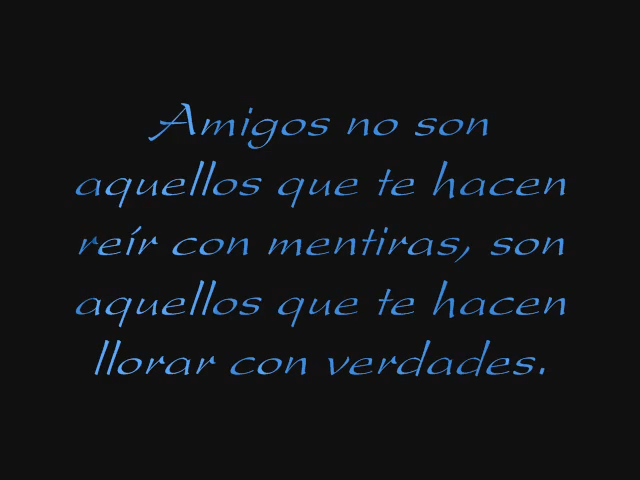 Amigos no son
aquellos que te hacen
reír con mentiras, son
aquellos que te hacen
llorar con verdades.